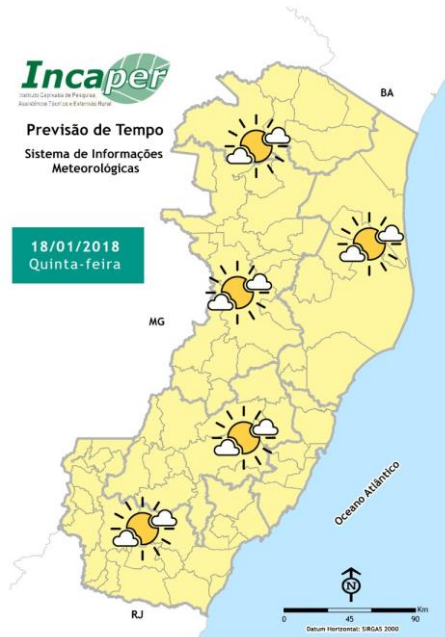 Incaper
Instituto Capixaba de Pesquisa,
Assistência Técnica e Extensão Rural
Previsão de Tempo
Sistema de Informações
Meteorológicas
18/01/2018
Quinta-feira
BA
MG
RJ
Oceano Atlântico
N
Km
0 45 90
Datum Horizontal: SIRGAS 2000